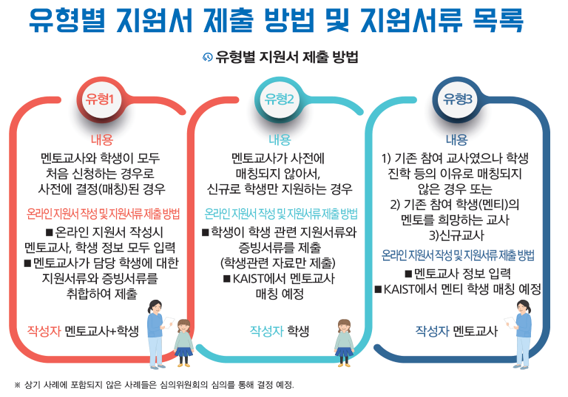 유형별 지원서 제출 방법 및 지원서류 목록
유형별 지원서 제출 방법
유형1
내용
멘토교사와 학생이 모두
처음 신청하는 경우로
사전에 결정(매칭)된 경우
온라인 지원서 작성 및 지원서류 제출 방법
■ 온라인 지원서 작성시
멘토교사, 학생 정보 모두 입력
■ 멘토교사가 담당 학생에 대한
지원서류와 증빙서류를
취합하여 제출
작성자 멘토교사+학생
유형2
내용
멘토교사가 사전에
매칭되지 않아서,
신규로 학생만 지원하는 경우
온라인 지원서 작성 및 지원서류 제출 방법
■ 학생이 학생 관련 지원서류와
증빙서류를 제출
(학생관련 자료만 제출)
■ KAIST에서 멘토교사
매칭 예정
작성자 학생
유형3
내용
1) 기존 참여 교사였으나 학생
진학 등의 이유로 매칭되지
않은 경우 또는
2) 기존 참여 학생(멘티)의
멘토를 희망하는 교사
3)신규교사
온라인 지원서 작성 및 지원서류 제출 방법
■ 멘토교사 정보 입력
■ KAIST에서 멘티 학생 매칭 예정
작성자 멘토교사
※ 상기 사례에 포함되지 않은 사례들은 심의위원회의 심의를 통해 결정 예정.